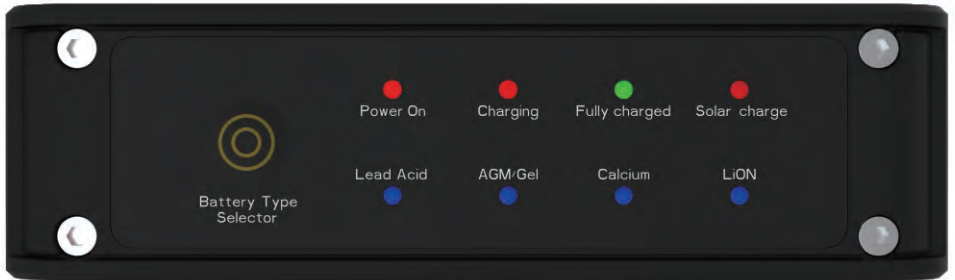 Power On
Charging
Fully charged
Solar charge
Lead Acid
AGM/Gel
Calcium
LiON
Battery Type
Selector